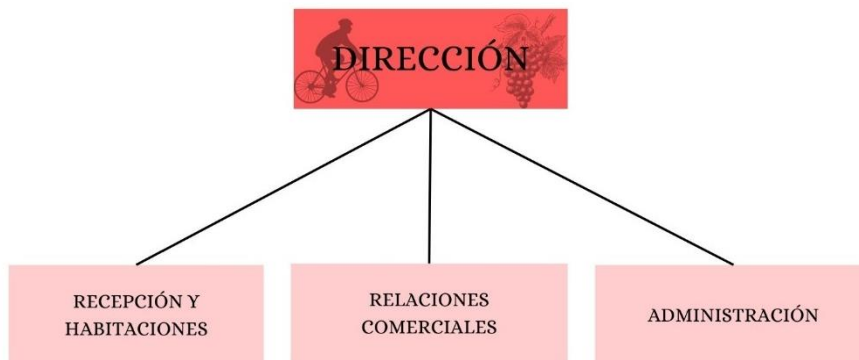 DIRECCIÓN
RECEPCIÓN Y
HABITACIONES
RELACIONES
COMERCIALES
ADMINISTRACIÓN